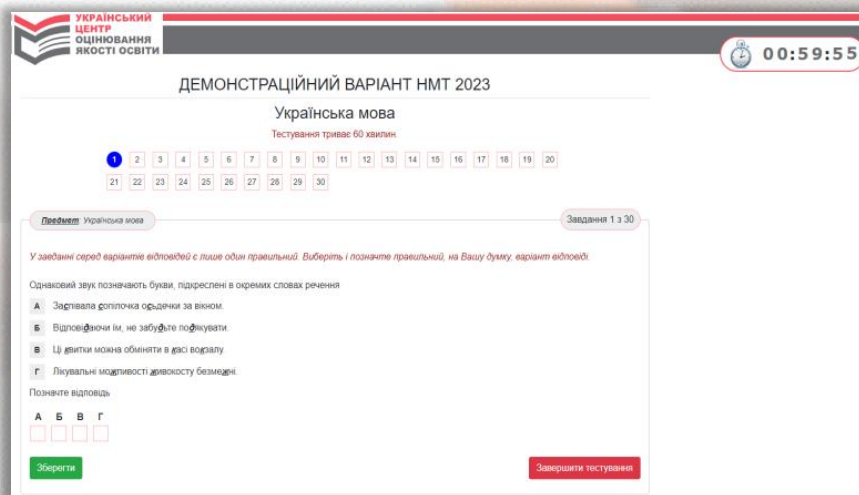 УКРАЇНСЬКИЙ
ЦЕНТР
ОЦІНЮВАННЯ
ЯКОСТІ ОСВІТИ
00:59:55
ДЕМОНСТРАЦІЙНИЙ ВАРІАНТ НМТ 2023
Українська мова
Тестування триває 60 хвилин.
1 2 3 4 5 6 7 8 9 10 11 12 13 14 15 16 17 18 19 20
21 22 23 24 25 26 27 28 29 30
Предмет: Українська мова
Завдання 1 з 30
У завданні серед варіантів відповідей є лише один правильний. Виберіть і позначте правильний, на Вашу думку, варіант відповіді.
Однаковий звук позначають букви, підкреслені в окремих словах речення
А Заспівала сопілочка осьдечки за вікном.
Б Відповідаючи їм, не забудьте подякувати.
В Ці квитки можна обміняти в касі вокзалу.
Г Лікувальні можливості живокосту безмежні.
Позначте відповідь
А Б В Г
Зберегти
Завершити тестування